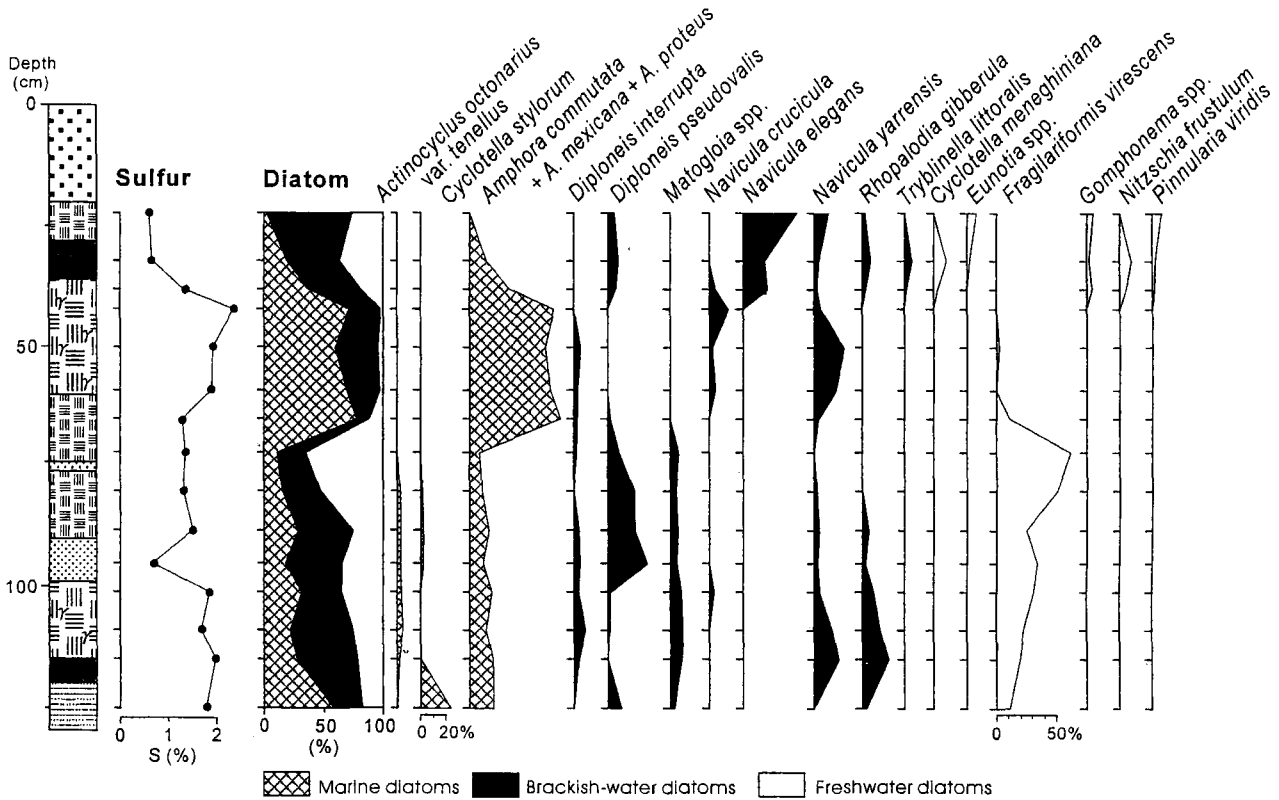 Depth
(cm)
0
50
100
Sulfur
0 1 2
S (%)
Diatom
0 50 100
(%)
Actinocyclus octonarius
var. tenellus
Cyclotella stylorum
Amphora commutata
+ A. mexicana + A. proteus
Diploneis interrupta
Diploneis pseudovalis
Matogloia spp.
Navicula crucicula
Navicula elegans
Navicula yarrensis
Rhopalodia gibberula
Tryblinella littoralis
Cyclotella meneghiniana
Eunotia spp.
Fragilariformis virescens
Gomphonema spp.
Nitzschia frustulum
Pinnularia viridis
0 20%
0 50%
Marine diatoms
Brackish-water diatoms
Freshwater diatoms